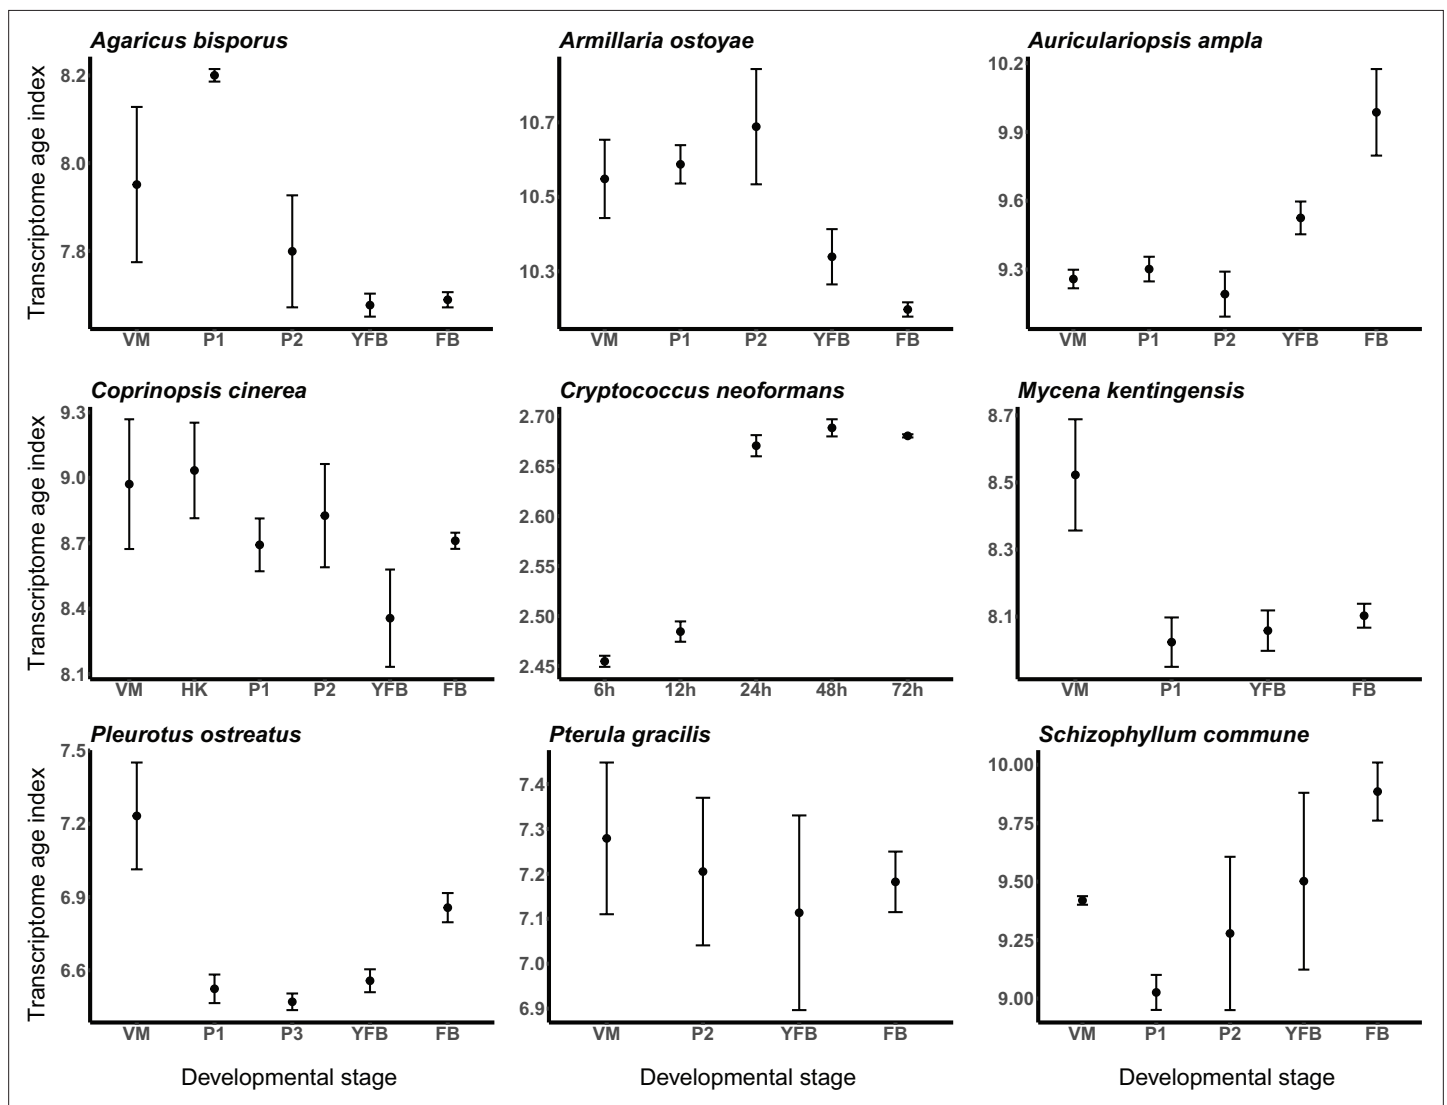 Agaricus bisporus
Armillaria ostoyae
Auriculariopsis ampla
Transcriptome age index
8.2
8.0
7.8
VM P1 P2 YFB FB
10.7
10.5
10.3
VM P1 P2 YFB FB
10.2
9.9
9.6
9.3
VM P1 P2 YFB FB
Coprinopsis cinerea
Cryptococcus neoformans
Mycena kentingensis
Transcriptome age index
9.3
9.0
8.7
8.4
8.1
VM HK P1 P2 YFB FB
2.70
2.65
2.60
2.55
2.50
2.45
6h 12h 24h 48h 72h
8.7
8.5
8.3
8.1
VM P1 YFB FB
Pleurotus ostreatus
Pterula gracilis
Schizophyllum commune
Transcriptome age index
7.5
7.2
6.9
6.6
VM P1 P3 YFB FB
7.4
7.3
7.2
7.1
7.0
6.9
VM P2 YFB FB
10.00
9.75
9.50
9.25
9.00
VM P1 P2 YFB FB
Developmental stage
Developmental stage
Developmental stage